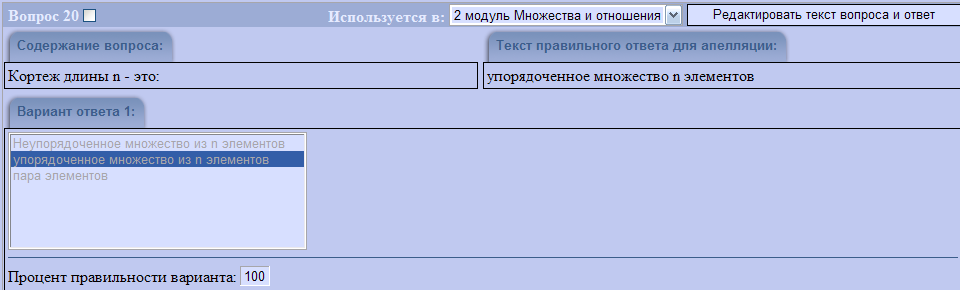 Вопрос 20
Используется в: 2 модуль Множества и отношения
Редактировать текст вопроса и ответ
Содержание вопроса:
Текст правильного ответа для апелляции:
Кортеж длины n - это:
упорядоченное множество n элементов
Вариант ответа 1:
Неупорядоченное множество из n элементов
упорядоченное множество из n элементов
пара элементов
Процент правильности варианта: 100